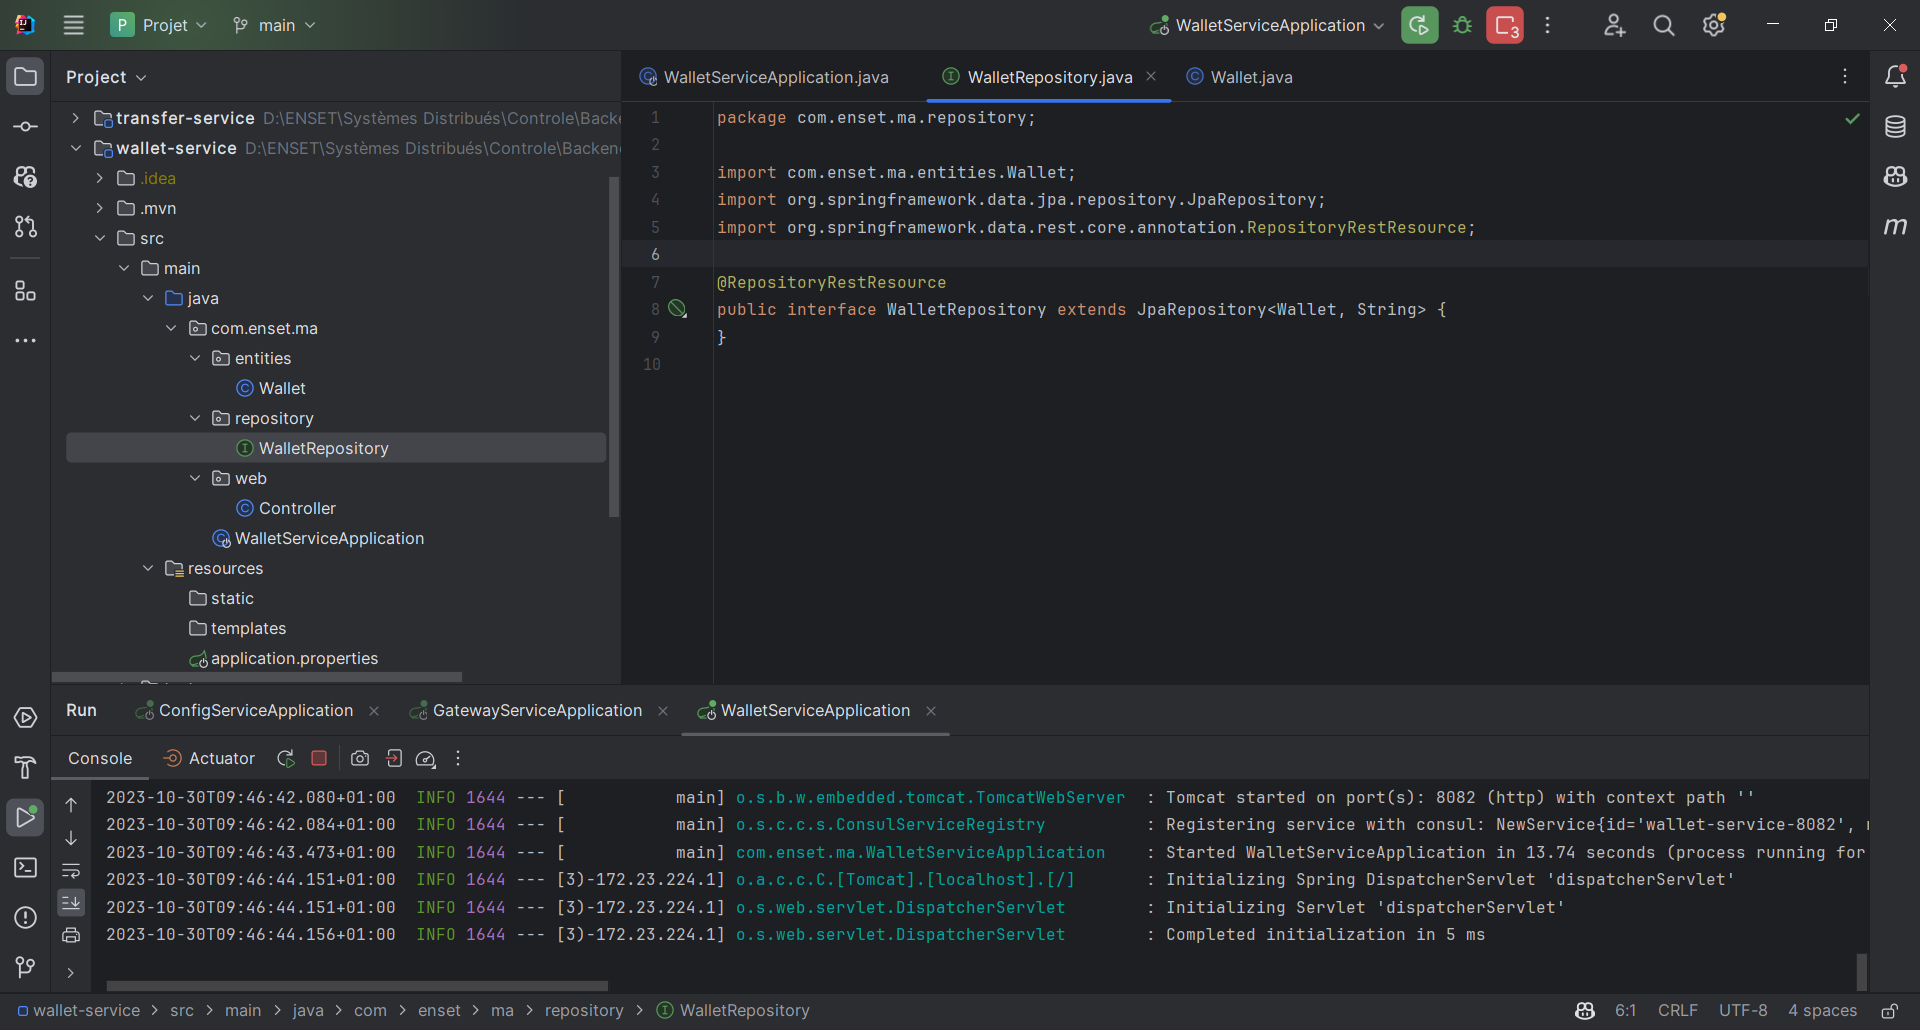 P Projet main WalletServiceApplication 3
Project
WalletServiceApplication.java WalletRepository.java Wallet.java
transfer-service D:\ENSET\Systèmes Distribués\Controle\Backe
wallet-service D:\ENSET\Systèmes Distribués\Controle\Backen
.idea
.mvn
src
main
java
com.enset.ma
entities
Wallet
repository
WalletRepository
web
Controller
WalletServiceApplication
resources
static
templates
application.properties
1 package com.enset.ma.repository;
2
3 import com.enset.ma.entities.Wallet;
4 import org.springframework.data.jpa.repository.JpaRepository;
5 import org.springframework.data.rest.core.annotation.RepositoryRestResource;
6
7 @RepositoryRestResource
8 public interface WalletRepository extends JpaRepository<Wallet, String> {
9 }
10
m
Run ConfigServiceApplication GatewayServiceApplication WalletServiceApplication
Console Actuator
2023-10-30T09:46:42.080+01:00 INFO 1644 --- [ main] o.s.b.w.embedded.tomcat.TomcatWebServer : Tomcat started on port(s): 8082 (http) with context path ''
2023-10-30T09:46:42.084+01:00 INFO 1644 --- [ main] o.s.c.c.s.ConsulServiceRegistry : Registering service with consul: NewService{id='wallet-service-8082',
2023-10-30T09:46:43.473+01:00 INFO 1644 --- [ main] com.enset.ma.WalletServiceApplication : Started WalletServiceApplication in 13.74 seconds (process running for
2023-10-30T09:46:44.151+01:00 INFO 1644 --- [3)-172.23.224.1] o.a.c.c.C.[Tomcat].[localhost].[/] : Initializing Spring DispatcherServlet 'dispatcherServlet'
2023-10-30T09:46:44.151+01:00 INFO 1644 --- [3)-172.23.224.1] o.s.web.servlet.DispatcherServlet : Initializing Servlet 'dispatcherServlet'
2023-10-30T09:46:44.156+01:00 INFO 1644 --- [3)-172.23.224.1] o.s.web.servlet.DispatcherServlet : Completed initialization in 5 ms
wallet-service > src > main > java > com > enset > ma > repository > WalletRepository 6:1 CRLF UTF-8 4 spaces